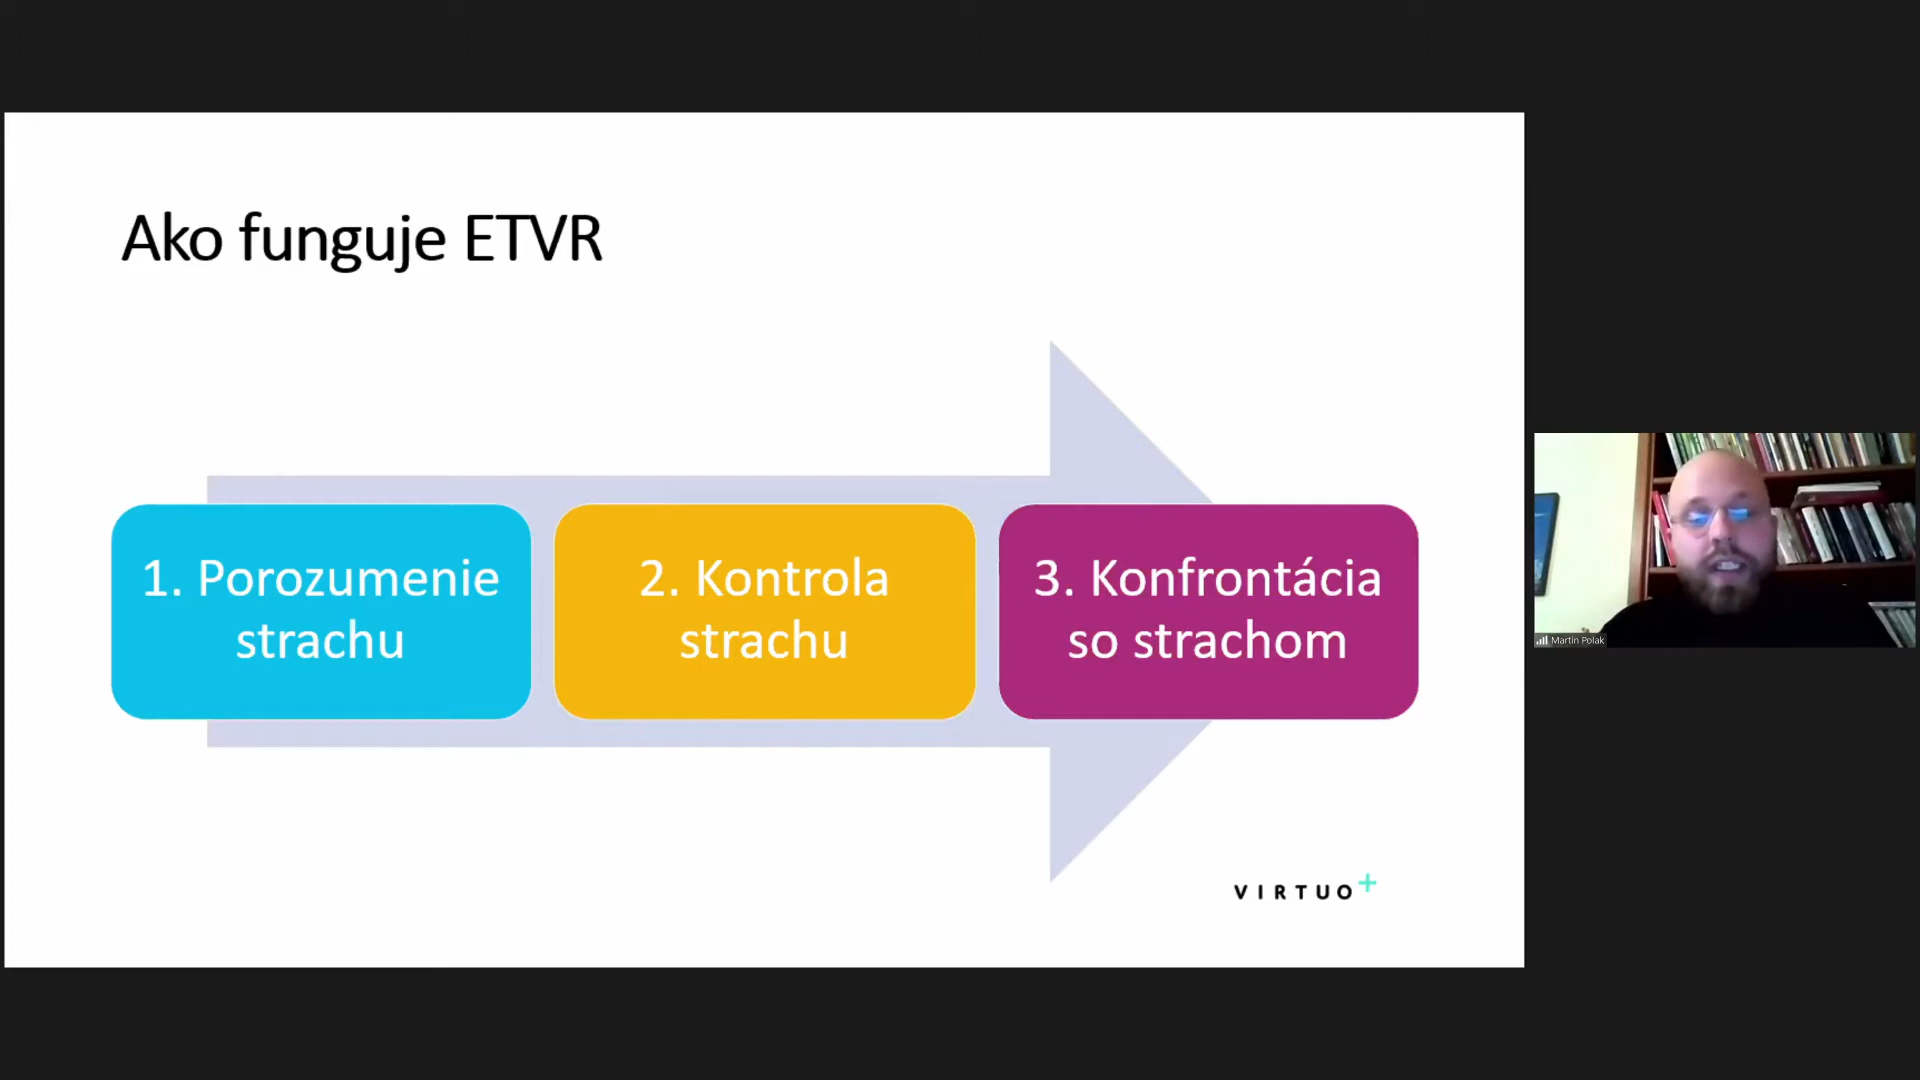 Ako funguje ETVR
1. Porozumenie
strachu
2. Kontrola
strachu
3. Konfrontácia
so strachom
VIRTUO+
Martin Polak